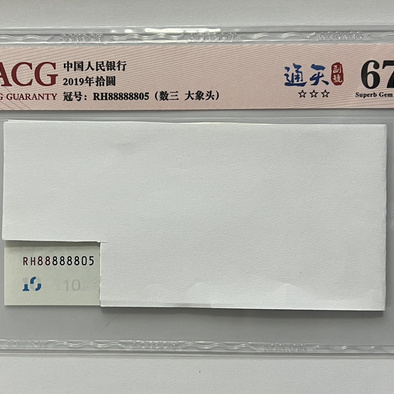 ACG
G GUARANTY
中国人民银行
2019年拾圆
冠号：RH88888805（数三 大象头）
通天
☆☆☆
67
Superb Gem
RH88888805
10 10